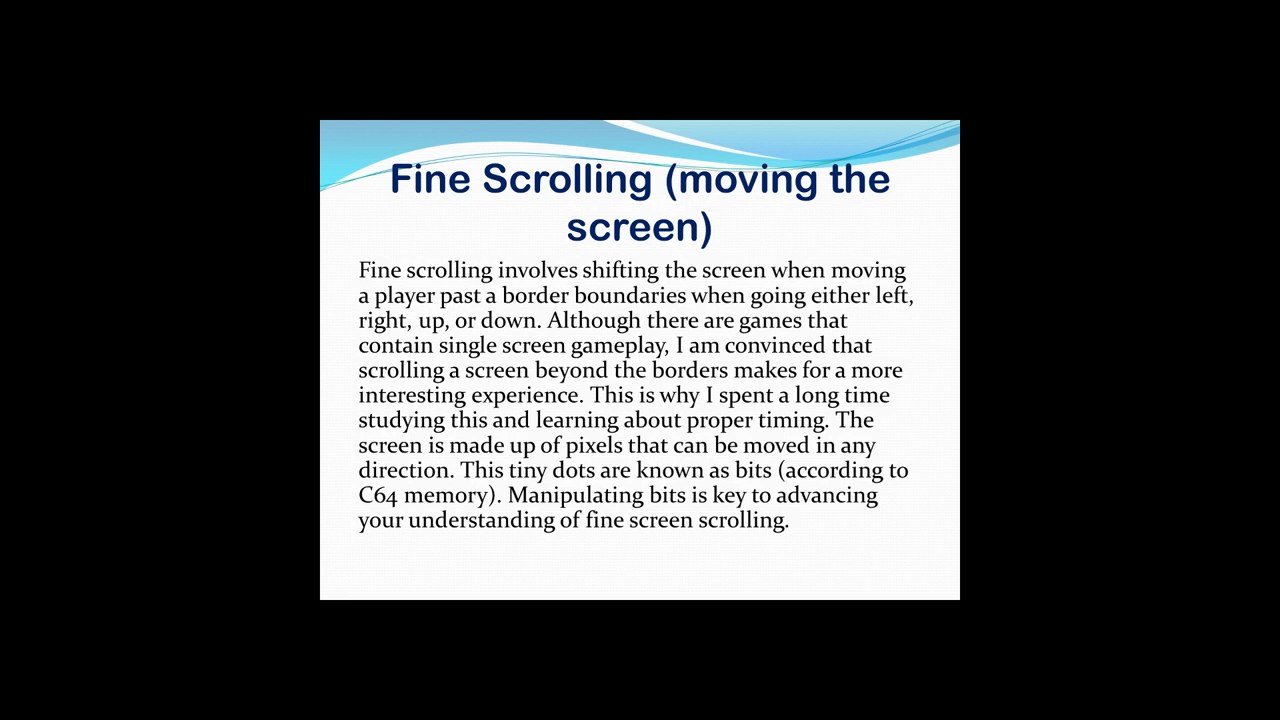 Fine Scrolling (moving the
screen)
Fine scrolling involves shifting the screen when moving
a player past a border boundaries when going either left,
right, up, or down. Although there are games that
contain single screen gameplay, I am convinced that
scrolling a screen beyond the borders makes for a more
interesting experience. This is why I spent a long time
studying this and learning about proper timing. The
screen is made up of pixels that can be moved in any
direction. This tiny dots are known as bits (according to
C64 memory). Manipulating bits is key to advancing
your understanding of fine screen scrolling.